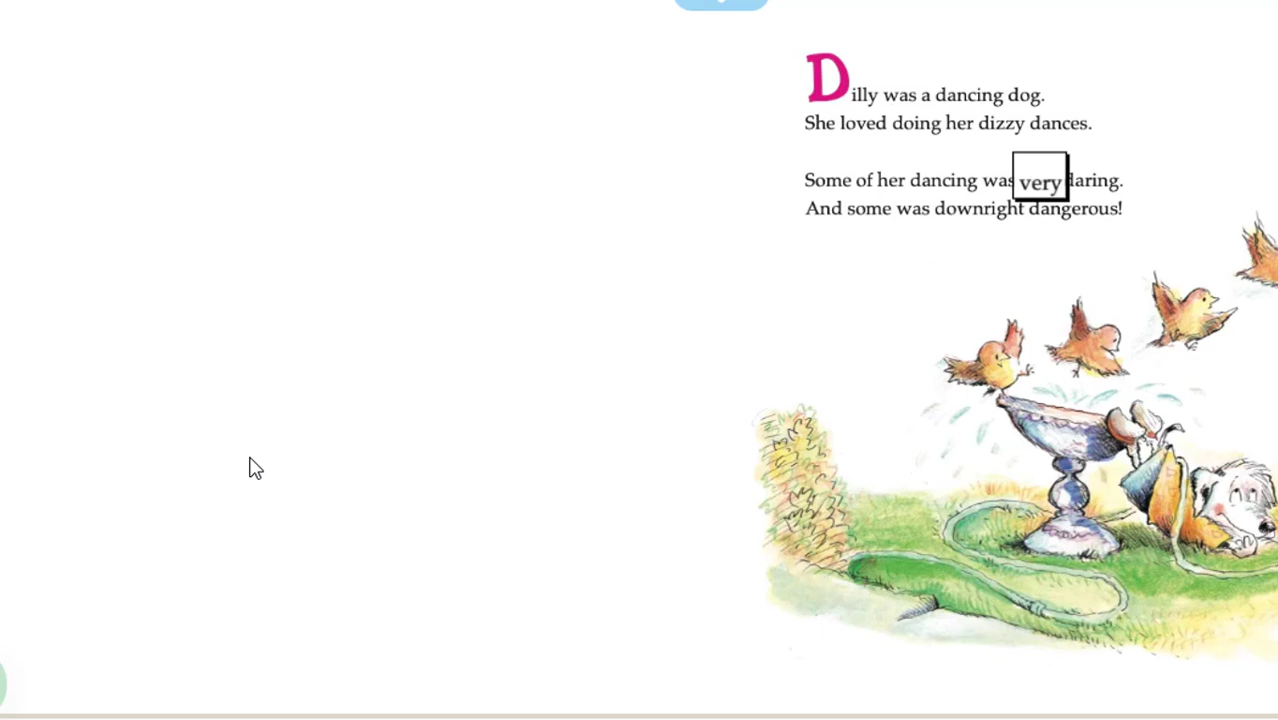 Dilly was a dancing dog.
She loved doing her dizzy dances.
Some of her dancing was very daring.
And some was downright dangerous!